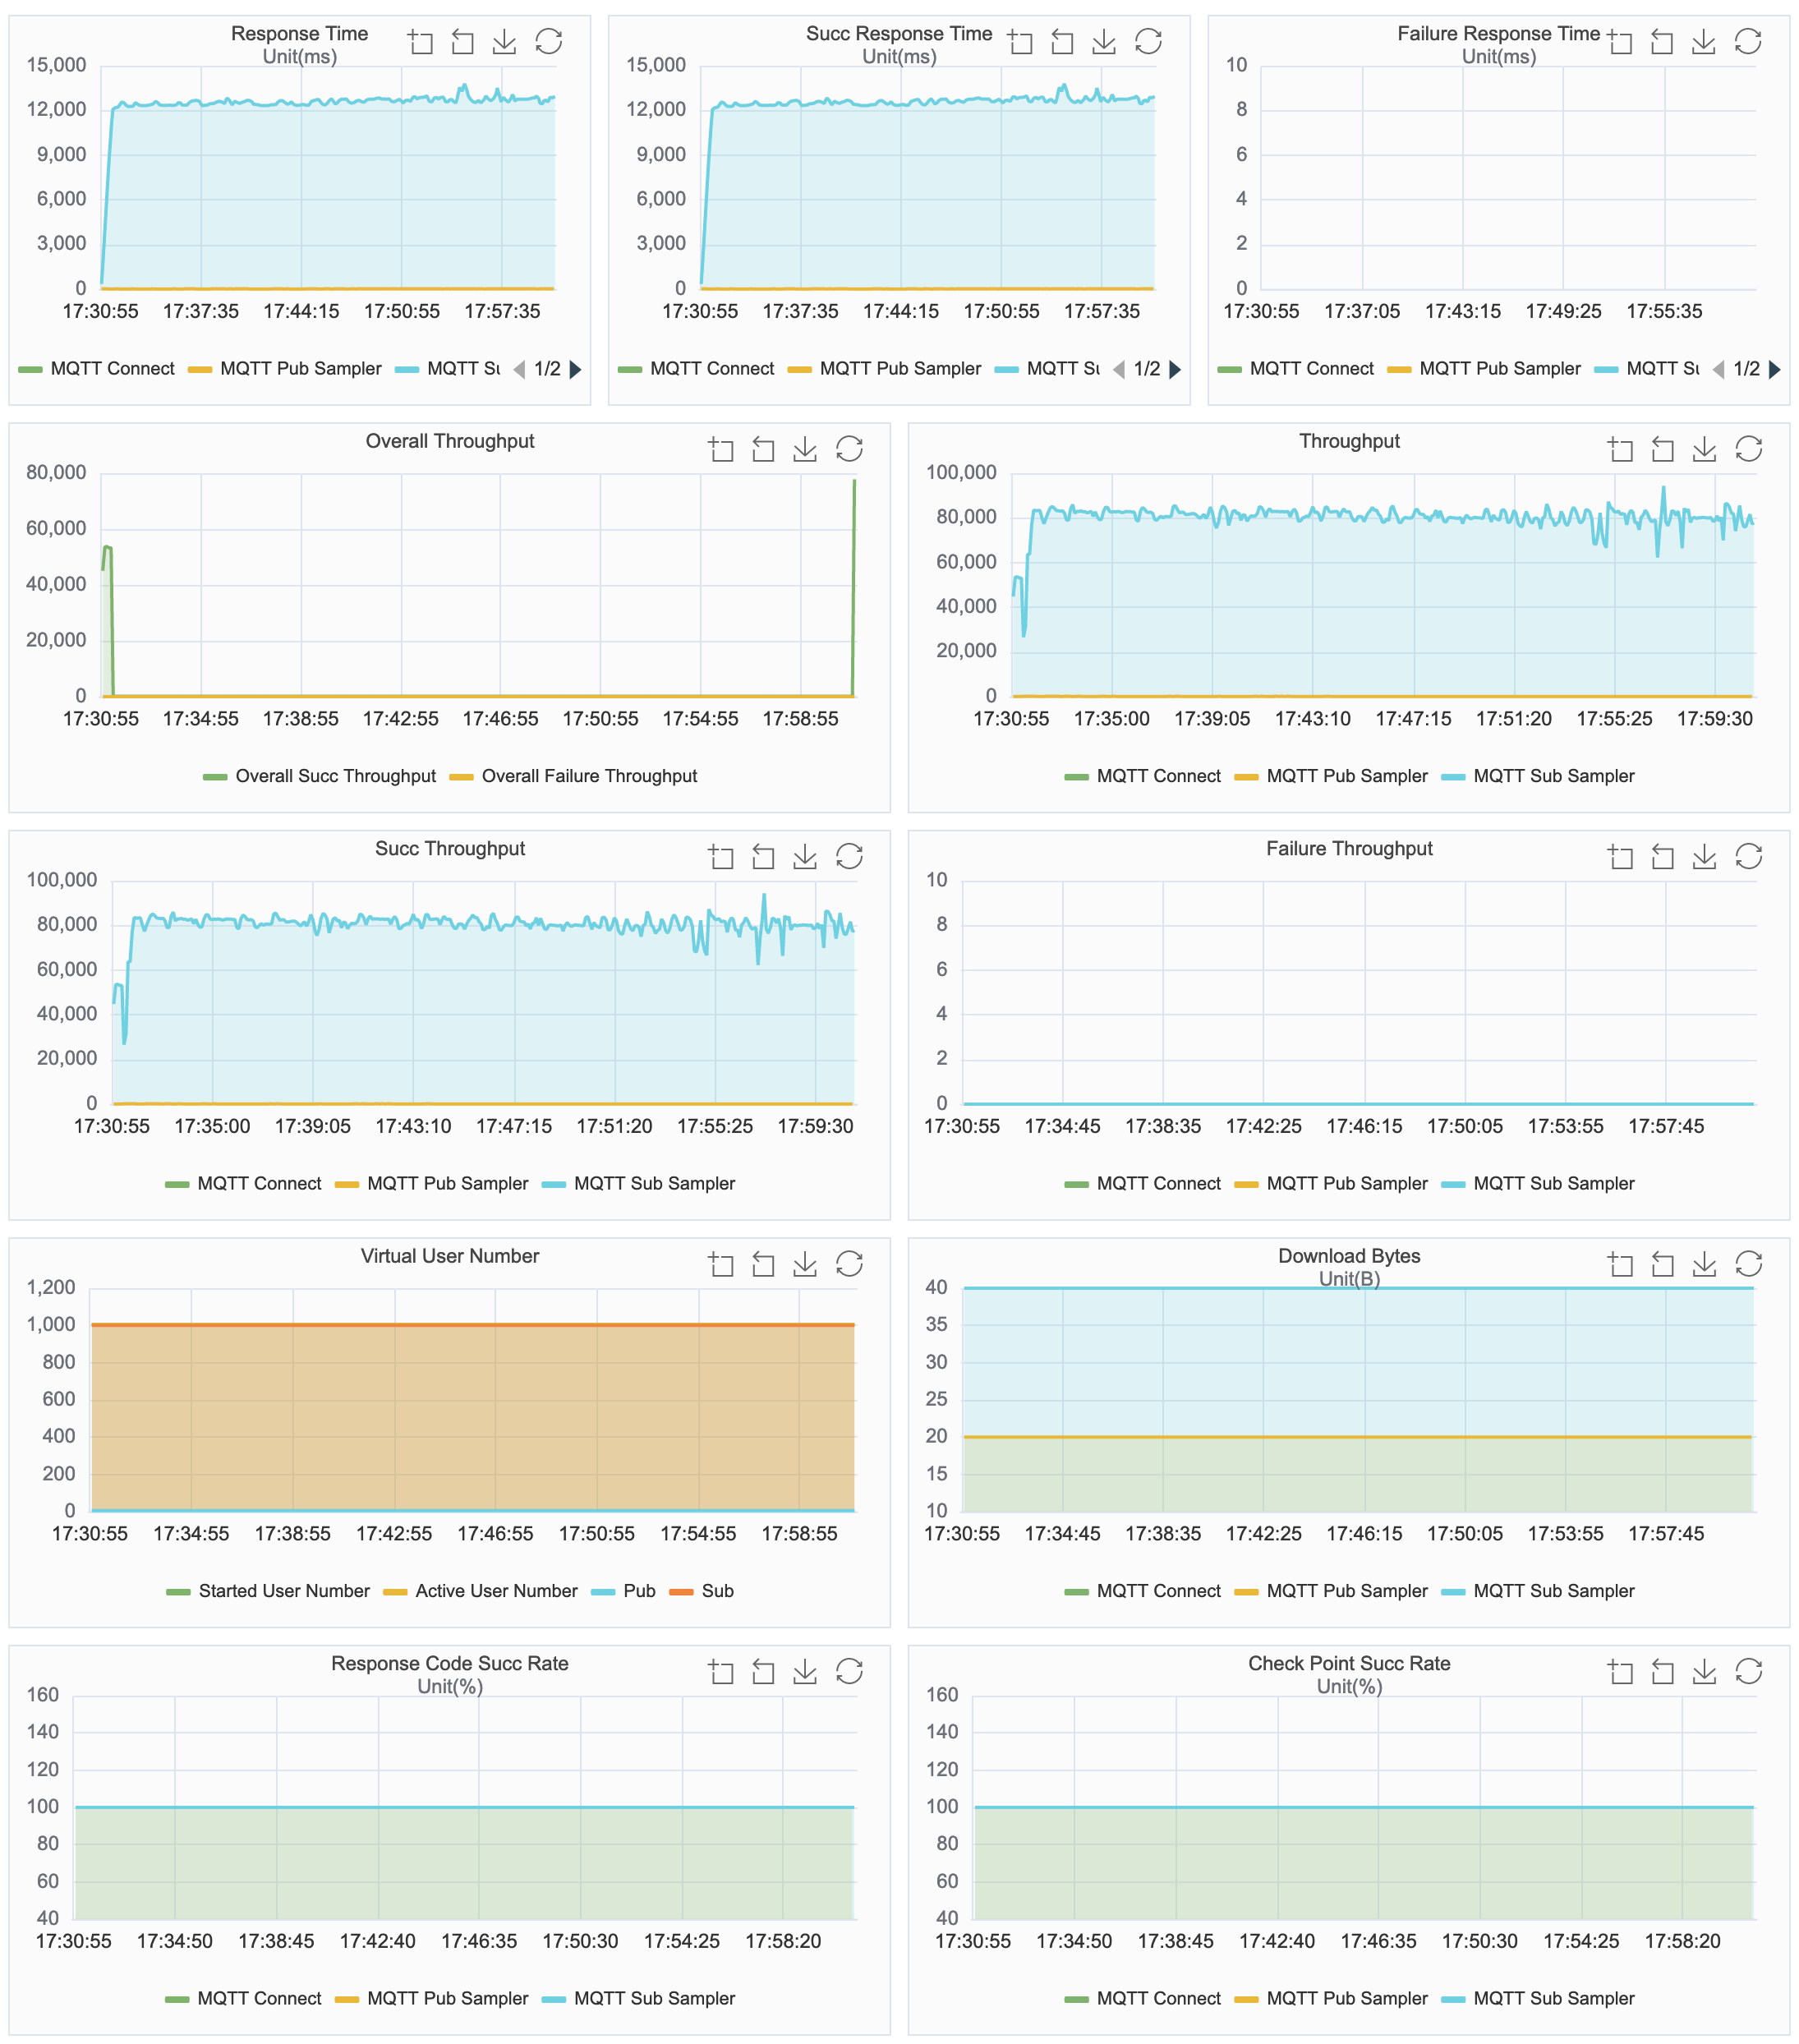 Response Time
Unit(ms)
15,000
12,000
9,000
6,000
3,000
0
17:30:55 17:37:35 17:44:15 17:50:55 17:57:35
MQTT Connect MQTT Pub Sampler MQTT 1/2
Succ Response Time
Unit(ms)
15,000
12,000
9,000
6,000
3,000
0
17:30:55 17:37:35 17:44:15 17:50:55 17:57:35
MQTT Connect MQTT Pub Sampler MQTT 1/2
Failure Response Time
Unit(ms)
10
8
6
4
2
0
17:30:55 17:37:05 17:43:15 17:49:25 17:55:35
MQTT Connect MQTT Pub Sampler MQTT 1/2
Overall Throughput
80,000
60,000
40,000
20,000
0
17:30:55 17:34:55 17:38:55 17:42:55 17:46:55 17:50:55 17:54:55 17:58:55
Overall Succ Throughput Overall Failure Throughput
Throughput
100,000
80,000
60,000
40,000
20,000
0
17:30:55 17:35:00 17:39:05 17:43:10 17:47:15 17:51:20 17:55:25 17:59:30
MQTT Connect MQTT Pub Sampler MQTT Sub Sampler
Succ Throughput
100,000
80,000
60,000
40,000
20,000
0
17:30:55 17:35:00 17:39:05 17:43:10 17:47:15 17:51:20 17:55:25 17:59:30
MQTT Connect MQTT Pub Sampler MQTT Sub Sampler
Failure Throughput
10
8
6
4
2
0
17:30:55 17:34:45 17:38:35 17:42:25 17:46:15 17:50:05 17:53:55 17:57:45
MQTT Connect MQTT Pub Sampler MQTT Sub Sampler
Virtual User Number
1,200
1,000
800
600
400
200
0
17:30:55 17:34:55 17:38:55 17:42:55 17:46:55 17:50:55 17:54:55 17:58:55
Started User Number Active User Number Pub Sub
Download Bytes
Unit(B)
40
35
30
25
20
15
10
17:30:55 17:34:45 17:38:35 17:42:25 17:46:15 17:50:05 17:53:55 17:57:45
MQTT Connect MQTT Pub Sampler MQTT Sub Sampler
Response Code Succ Rate
Unit(%)
160
140
120
100
80
60
40
17:30:55 17:34:50 17:38:45 17:42:40 17:46:35 17:50:30 17:54:25 17:58:20
MQTT Connect MQTT Pub Sampler MQTT Sub Sampler
Check Point Succ Rate
Unit(%)
160
140
120
100
80
60
40
17:30:55 17:34:50 17:38:45 17:42:40 17:46:35 17:50:30 17:54:25 17:58:20
MQTT Connect MQTT Pub Sampler MQTT Sub Sampler